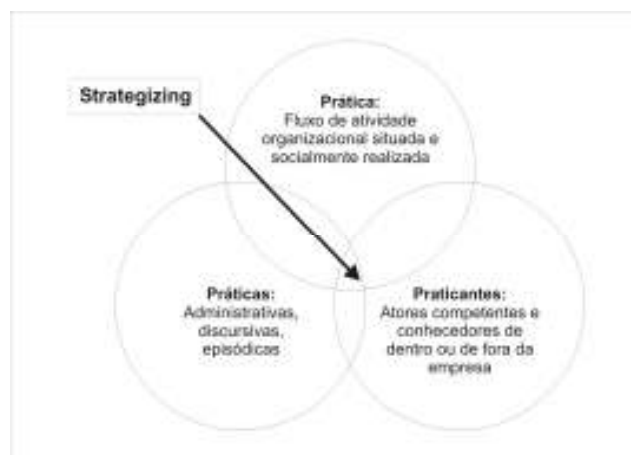 Strategizing
Prática:
Fluxo de atividade
organizacional situada e
socialmente realizada
Práticas:
Administrativas,
discursivas,
episódicas
Praticantes:
Atores competentes e
conhecedores de
dentro ou de fora da
empresa